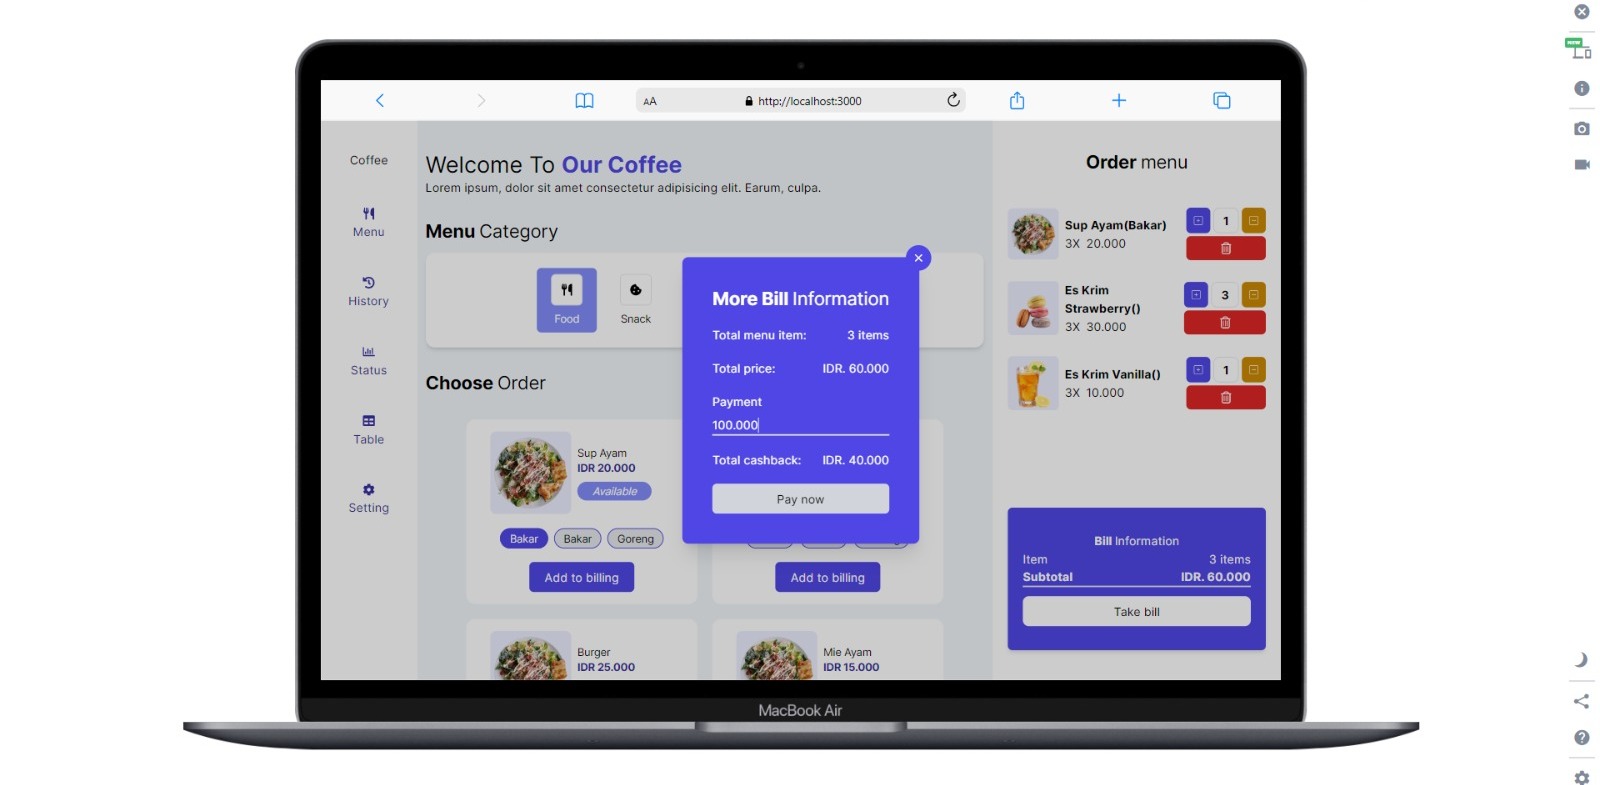 NEW
AA
http://localhost:3000
Coffee
Menu
History
Status
Table
Setting
Welcome To Our Coffee
Lorem ipsum, dolor sit amet consectetur adipisicing elit. Earum, culpa.
Menu Category
Food
Snack
Choose Order
Sup Ayam
IDR 20.000
Available
Bakar
Bakar
Goreng
Add to billing
Add to billing
Burger
IDR 25.000
Mie Ayam
IDR 15.000
More Bill Information
Total menu item: 3 items
Total price: IDR. 60.000
Payment
100.000
Total cashback: IDR. 40.000
Pay now
Order menu
Sup Ayam(Bakar)
3X 20.000
1
Es Krim
Strawberry()
3X 30.000
3
Es Krim Vanilla()
3X 10.000
1
Bill Information
Item 3 items
Subtotal IDR. 60.000
Take bill
MacBook Air